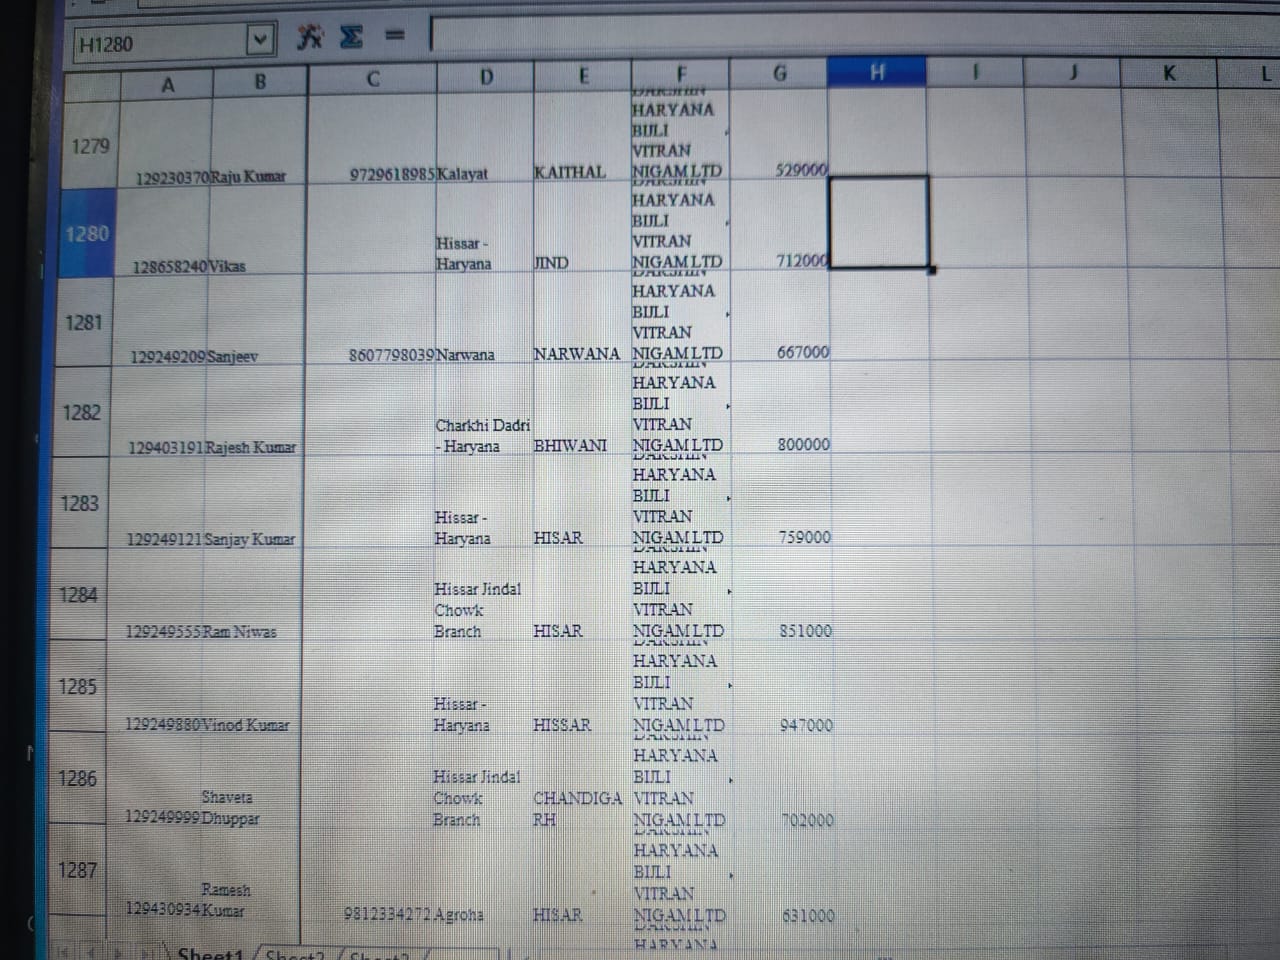 H1280
A B C D E F G H I J K L
1279 129230370 Raju Kumar 9729618985 Kalayat KAITHAL DAKSHIN
HARYANA
BIJLI
VITRAN
NIGAM LTD 529000
1280 128658240 Vikas Hissar -
Haryana JIND DAKSHIN
HARYANA
BIJLI
VITRAN
NIGAM LTD 712000
1281 129249209 Sanjeev 8607798039 Narwana NARWANA DAKSHIN
HARYANA
BIJLI
VITRAN
NIGAM LTD 667000
1282 129403191 Rajesh Kumar Charkhi Dadri
- Haryana BHIWANI DAKSHIN
HARYANA
BIJLI
VITRAN
NIGAM LTD 800000
1283 129249121 Sanjay Kumar Hissar -
Haryana HISAR DAKSHIN
HARYANA
BIJLI
VITRAN
NIGAM LTD 759000
1284 129249555 Ram Niwas Hissar Jindal
Chowk
Branch HISAR DAKSHIN
HARYANA
BIJLI
VITRAN
NIGAM LTD 851000
1285 129249880 Vinod Kumar Hissar -
Haryana HISSAR DAKSHIN
HARYANA
BIJLI
VITRAN
NIGAM LTD 947000
1286 129249999 Shaveta
Dhuppar Hissar Jindal
Chowk
Branch CHANDIGA
RH DAKSHIN
HARYANA
BIJLI
VITRAN
NIGAM LTD 702000
1287 129430934 Ramesh
Kumar 9812334272 Agroha HISAR DAKSHIN
HARYANA
BIJLI
VITRAN
NIGAM LTD 631000
DAKSHIN
HARYANA
Sheet1 Sheet2 Sheet3